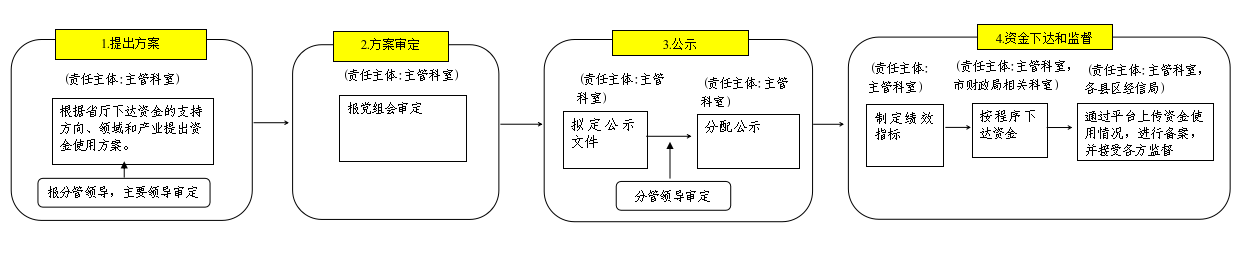 1.提出方案
(责任主体:主管科室)
根据省厅下达资金的支持
方向、领域和产业提出资
金使用方案。
报分管领导，主要领导审定
2.方案审定
(责任主体:主管科室)
报党组会审定
3.公示
(责任主体:主管
科室)
拟定公示
文件
(责任主体:主管
科室)
分配公示
分管领导审定
4.资金下达和监督
(责任主体:
主管科室)
制定绩效
指标
(责任主体:主管科室，
市财政局相关科室)
按程序下
达资金
(责任主体:主管科室，
各县区经信局)
通过平台上传资金使
用情况，进行备案，
并接受各方监督